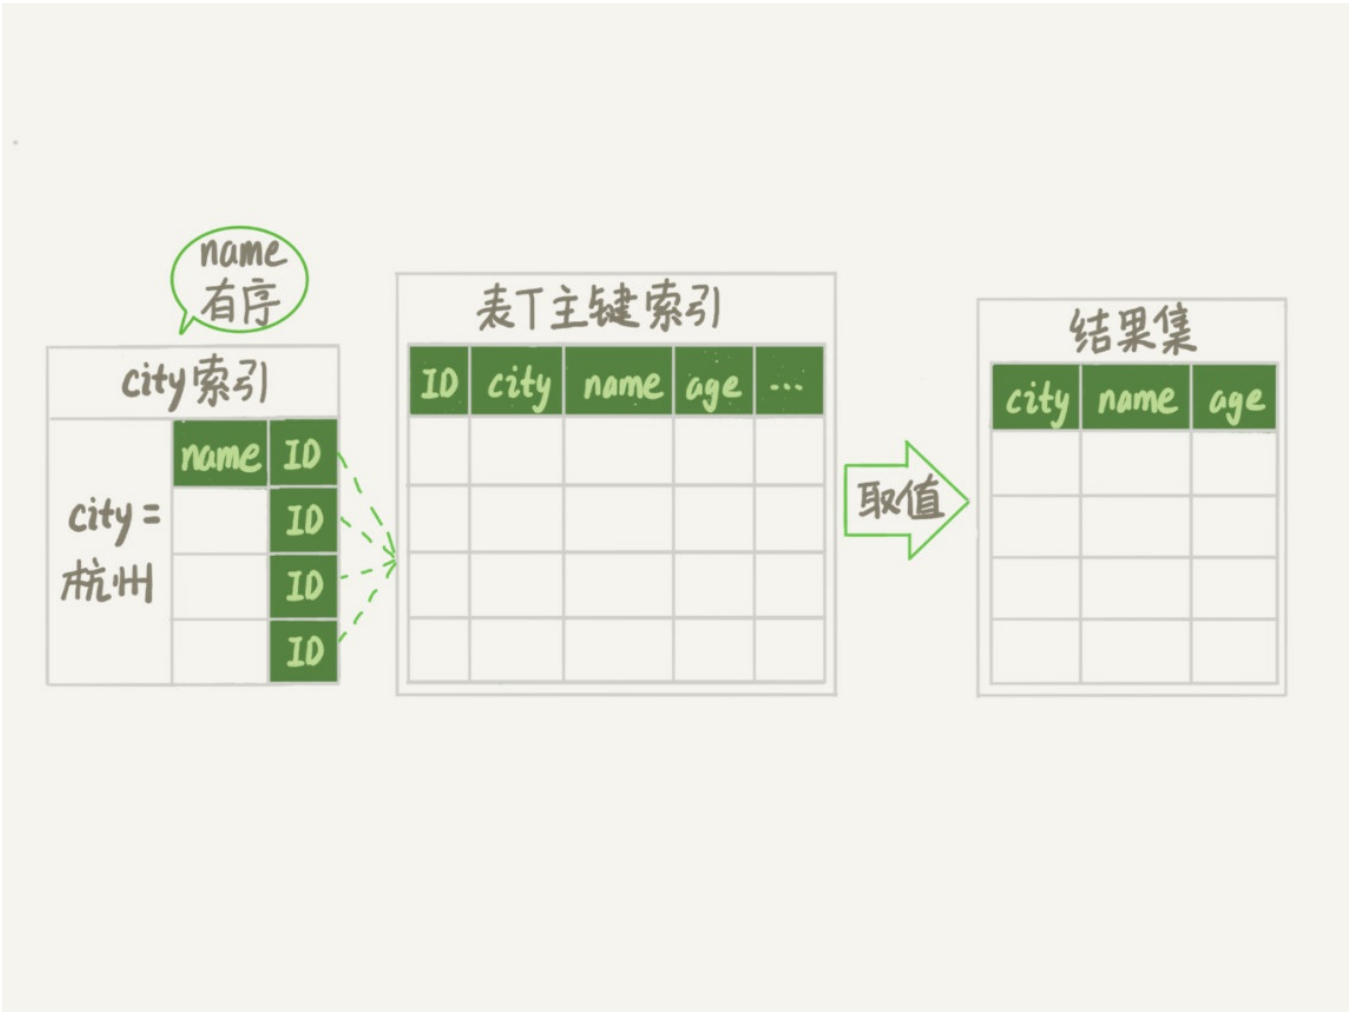 name
有序
city索引
name ID
city=
杭州
ID
ID
ID
表T主键索引
ID city name age ...
取值
结果集
city name age